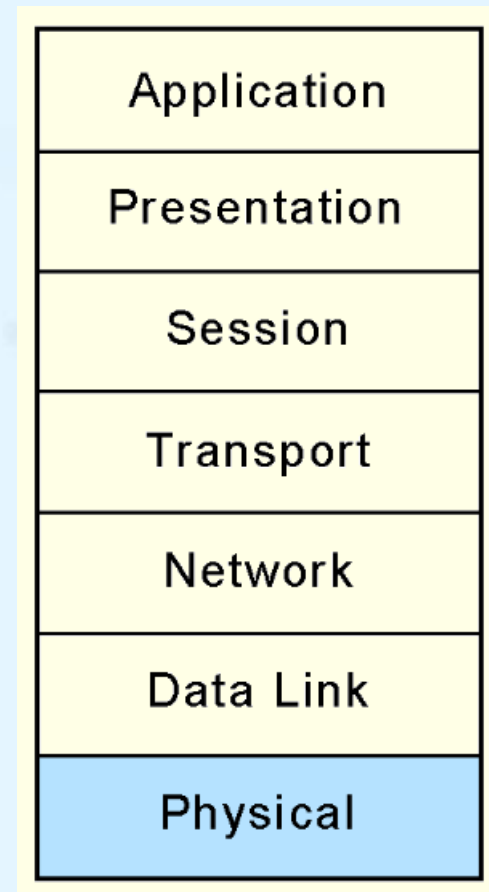 Application
Presentation
Session
Transport
Network
Data Link
Physical